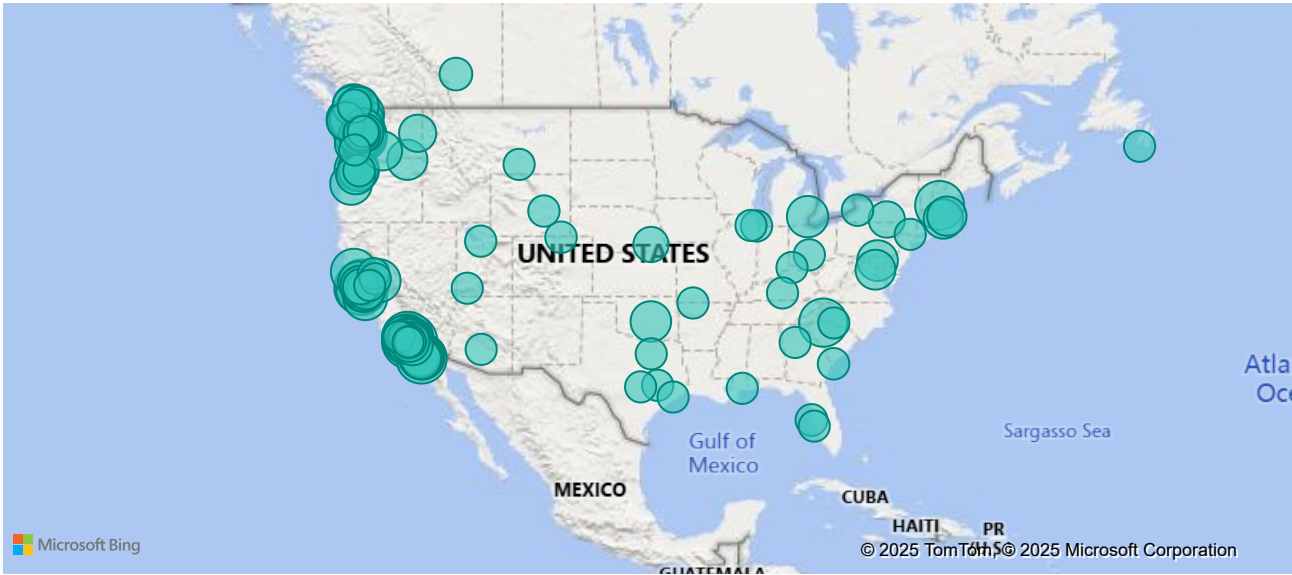 UNITED STATES
Atla
Oce
Gulf of
Mexico
Sargasso Sea
MEXICO
CUBA
HAITI
PR
Microsoft Bing
© 2025 TomTom, © 2025 Microsoft Corporation
GUATEMALA